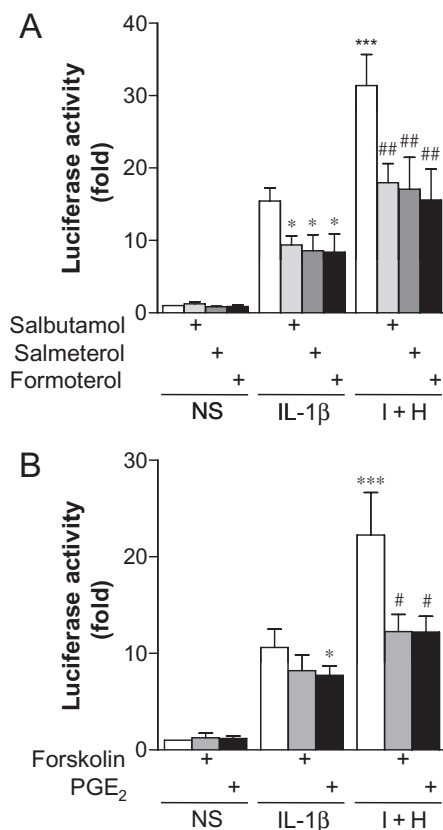 A
Luciferase activity
(fold)
40
30
20
10
0
***
##
##
##
*
*
*
Salbutamol +
+
+
Salmeterol +
+
+
Formoterol +
+
+
NS IL-1β I + H
B
Luciferase activity
(fold)
30
20
10
0
***
#
#
*
Forskolin +
+
+
PGE2 +
+
+
NS IL-1β I + H